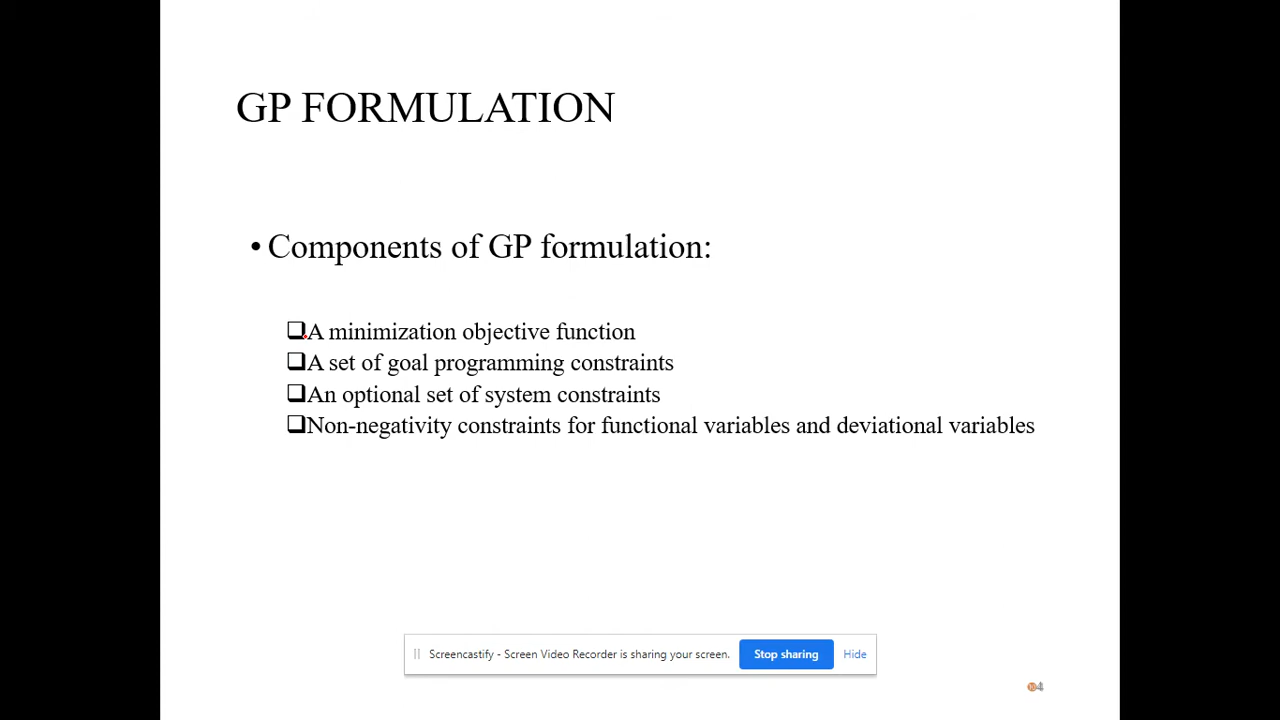 GP FORMULATION
• Components of GP formulation:
❑A minimization objective function
❑A set of goal programming constraints
❑An optional set of system constraints
❑Non-negativity constraints for functional variables and deviational variables
Screencastify - Screen Video Recorder is sharing your screen. Stop sharing Hide
4